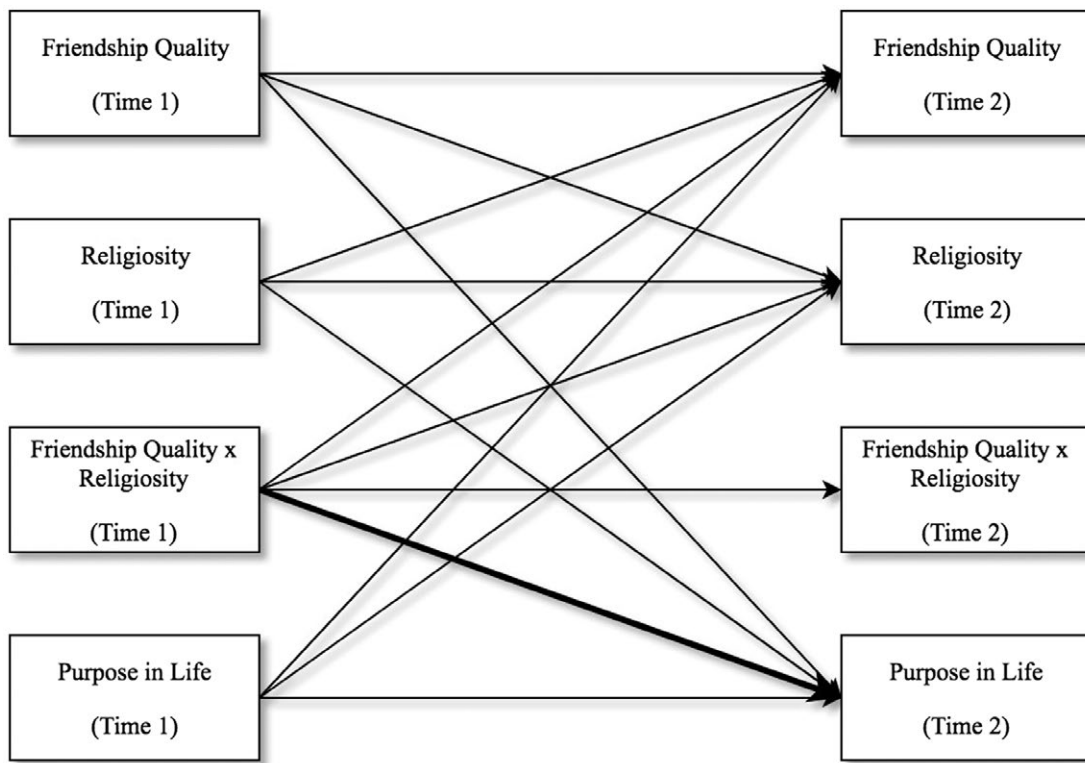 Friendship Quality
(Time 1)
Friendship Quality
(Time 2)
Religiosity
(Time 1)
Religiosity
(Time 2)
Friendship Quality x
Religiosity
(Time 1)
Friendship Quality x
Religiosity
(Time 2)
Purpose in Life
(Time 1)
Purpose in Life
(Time 2)